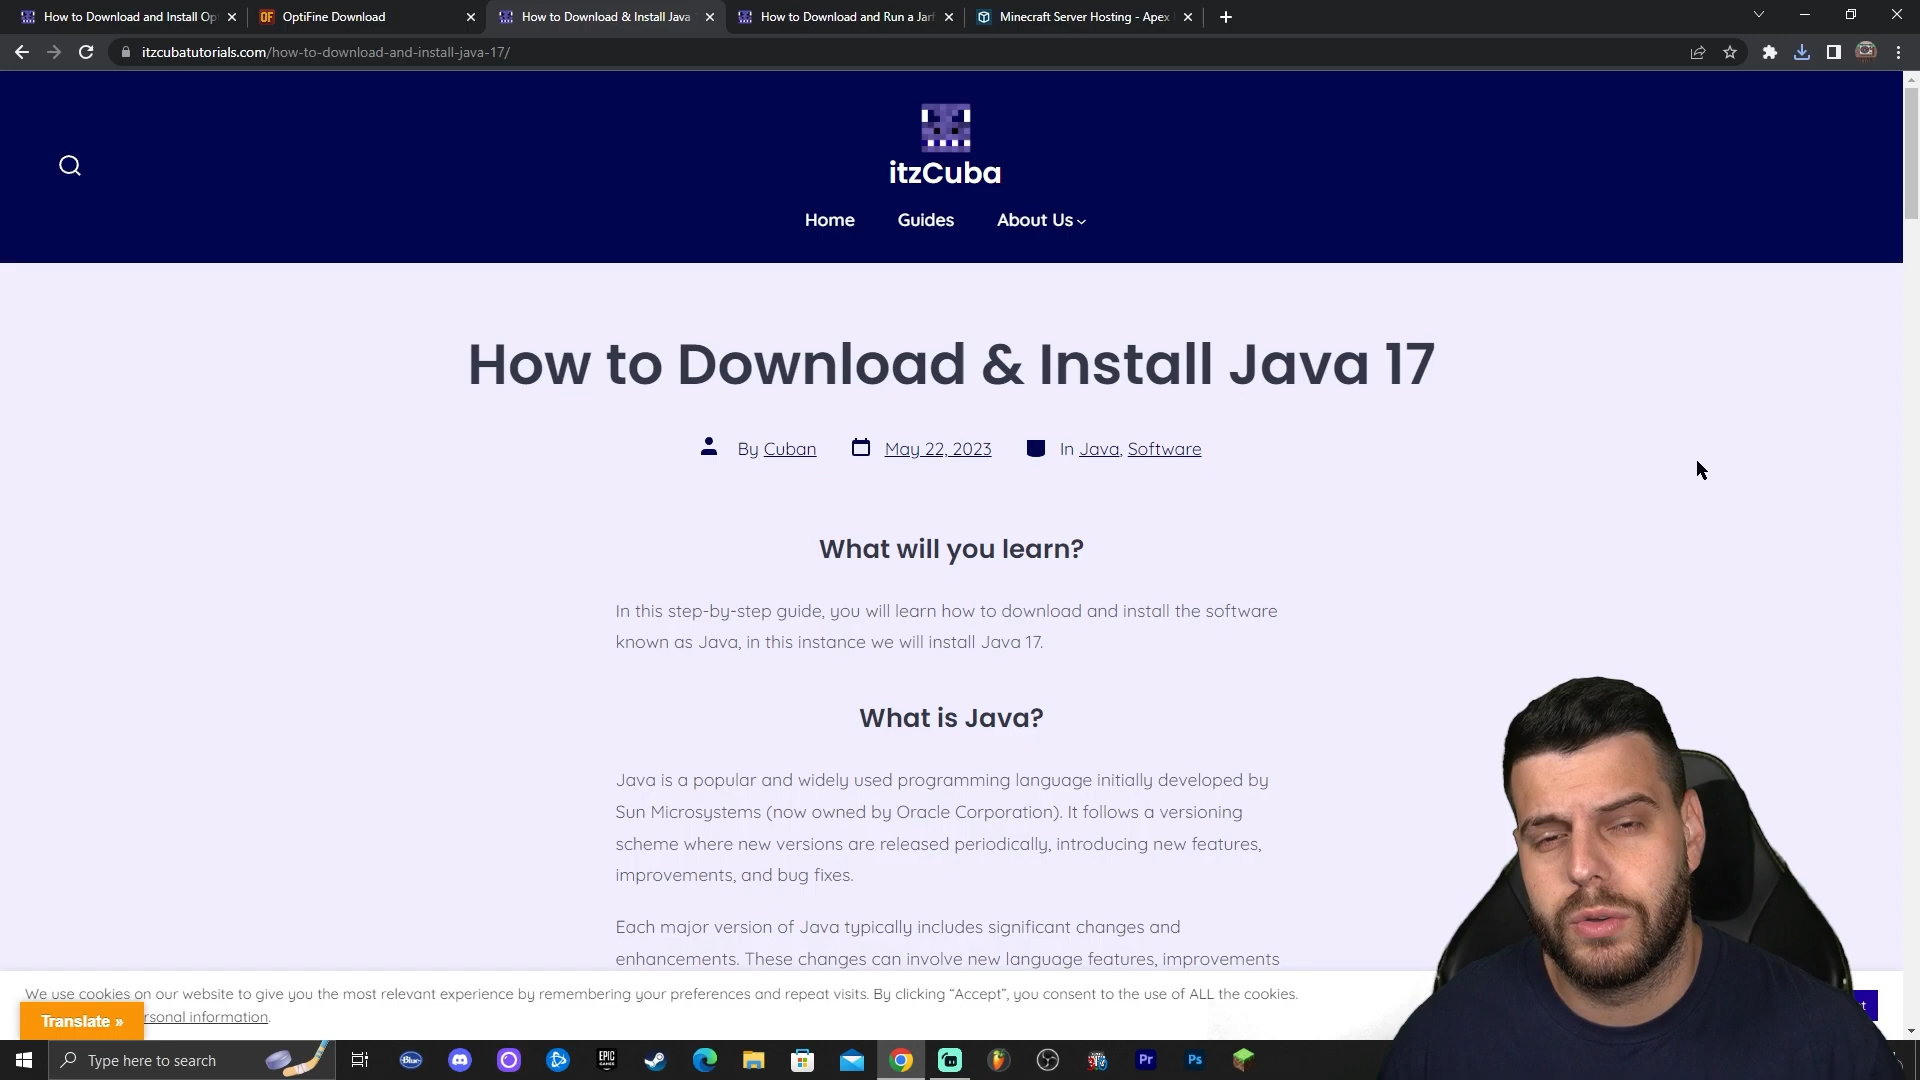 How to Download and Install Op
OptiFine Download
How to Download & Install Java
How to Download and Run a Jarf
Minecraft Server Hosting - Apex
itzcubatutorials.com/how-to-download-and-install-java-17/
itzCuba
Home Guides About Us
How to Download & Install Java 17
By Cuban May 22, 2023 In Java, Software
What will you learn?
In this step-by-step guide, you will learn how to download and install the software
known as Java, in this instance we will install Java 17.
What is Java?
Java is a popular and widely used programming language initially developed by
Sun Microsystems (now owned by Oracle Corporation). It follows a versioning
scheme where new versions are released periodically, introducing new features,
improvements, and bug fixes.
Each major version of Java typically includes significant changes and
enhancements. These changes can involve new language features, improvements
We use cookies on our website to give you the most relevant experience by remembering your preferences and repeat visits. By clicking “Accept”, you consent to the use of ALL the cookies.
rsonal information.
Translate »
Type here to search
Blue
EPIC GAMES
Pr
Ps